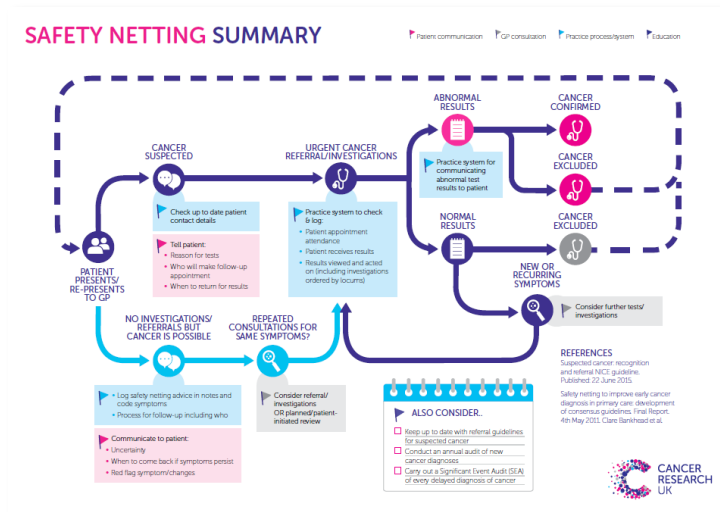 SAFETY NETTING SUMMARY
Patient communication
GP consultation
Practice process/system
Education
CANCER
SUSPECTED
Check up to date patient
contact details
Tell patient:
• Reason for tests
• Who will make follow-up
appointment
• When to return for results
URGENT CANCER
REFERRAL/INVESTIGATIONS
Practice system to check
& log:
• Patient appointment
attendance
• Patient receives results
• Results viewed and acted
on (including investigations
ordered by locums)
ABNORMAL
RESULTS
Practice system for
communicating
abnormal test
results to patient
CANCER
CONFIRMED
CANCER
EXCLUDED
NORMAL
RESULTS
CANCER
EXCLUDED
NEW OR
RECURRING
SYMPTOMS
Consider further tests/
investigations
PATIENT
PRESENTS/
RE-PRESENTS
TO GP
NO INVESTIGATIONS/
REFERRALS BUT
CANCER IS POSSIBLE
• Log safety netting advice in notes and
code symptoms
• Process for follow-up including who
Communicate to patient:
• Uncertainty
• When to come back if symptoms persist
• Red flag symptom/changes
REPEATED
CONSULTATIONS FOR
SAME SYMPTOMS?
Consider referral/
investigations
OR planned/patient-
initiated review
ALSO CONSIDER..
Keep up to date with referral guidelines
for suspected cancer
Conduct an annual audit of new
cancer diagnoses
Carry out a Significant Event Audit (SEA)
of every delayed diagnosis of cancer
REFERENCES
Suspected cancer: recognition
and referral NICE guideline.
Published: 22 June 2015.
Safety netting to improve early cancer
diagnosis in primary care: development
of consensus guidelines. Final Report.
4th May 2011. Clare Bankhead et al.
CANCER
RESEARCH
UK